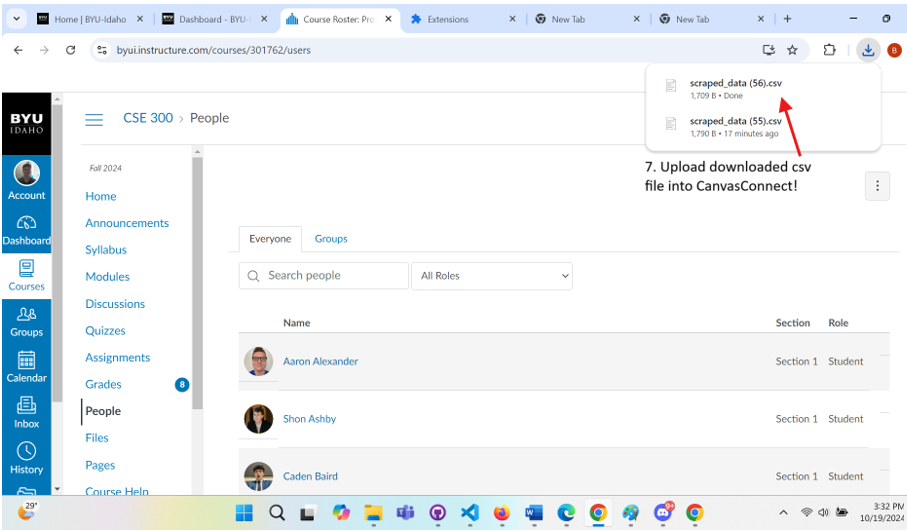 Home | BYU-Idaho
Dashboard - BYU-
Course Roster: Pro
Extensions
New Tab
New Tab
byui.instructure.com/courses/301762/users
B
scraped_data (56).csv
1,709 B • Done
scraped_data (55).csv
1,790 B • 17 minutes ago
7. Upload downloaded csv
file into CanvasConnect!
BYU
IDAHO
Account
Dashboard
Courses
Groups
Calendar
Inbox
History
CSE 300 › People
Fall 2024
Home
Announcements
Syllabus
Modules
Discussions
Quizzes
Assignments
Grades 8
People
Files
Pages
Course Help
Everyone Groups
Search people All Roles
Name Section Role
Aaron Alexander Section 1 Student
Shon Ashby Section 1 Student
Caden Baird Section 1 Student
29°
3:32 PM
10/19/2024